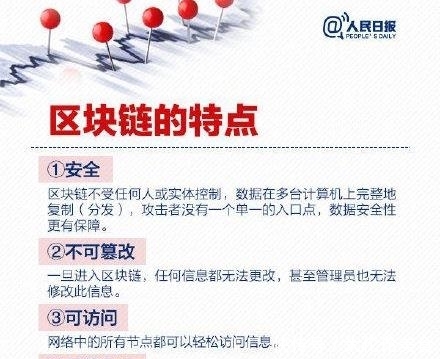 @人民日报
PEOPLE'S DAILY
区块链的特点
①安全
区块链不受任何人或实体控制，数据在多台计算机上完整地
复制（分发），攻击者没有一个单一的入口点，数据安全性
更有保障。
②不可篡改
一旦进入区块链，任何信息都无法更改，甚至管理员也无法
修改此信息。
③可访问
网络中的所有节点都可以轻松访问信息。